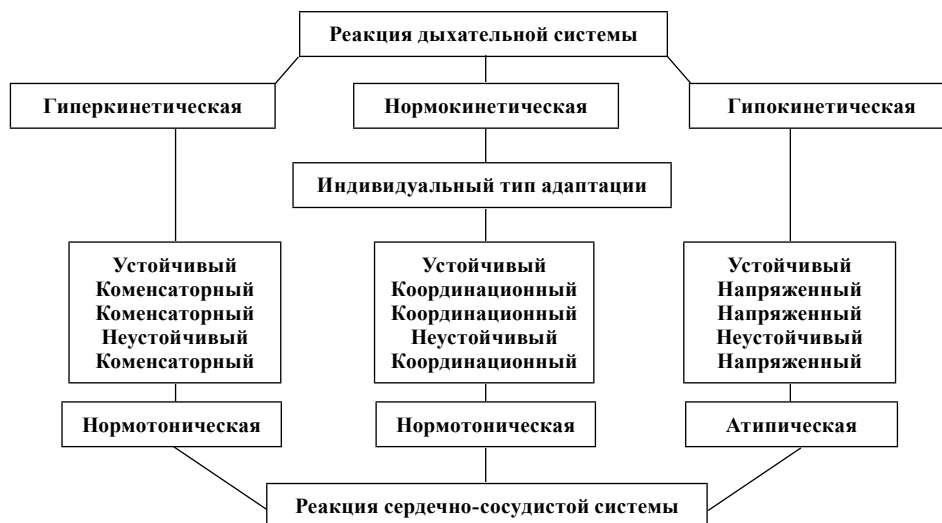 Реакция дыхательной системы
Гиперкинетическая
Нормокинетическая
Гипокинетическая
Индивидуальный тип адаптации
Устойчивый
Коменсаторный
Коменсаторный
Неустойчивый
Коменсаторный
Устойчивый
Координационный
Координационный
Неустойчивый
Координационный
Устойчивый
Напряженный
Напряженный
Неустойчивый
Напряженный
Нормотоническая
Нормотоническая
Атипическая
Реакция сердечно-сосудистой системы